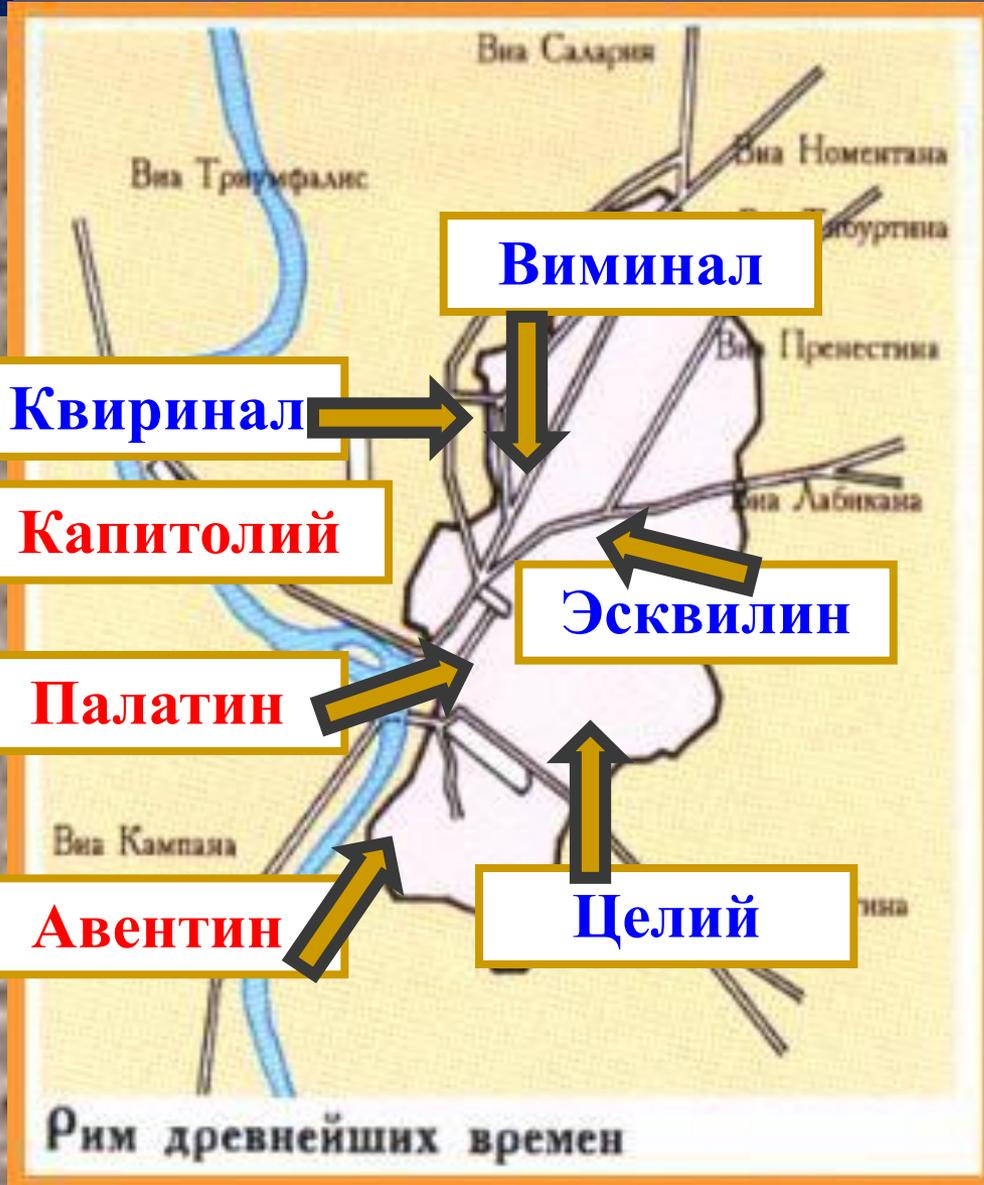 Виа Салария
Виа Номентана
Виа Триумфалис
Виминал
Виа Пренестина
Квиринал
Виа Лабикана
Капитолий
Эсквилин
Палатин
Виа Кампана
Авентин
Целий
Рим древнейших времен